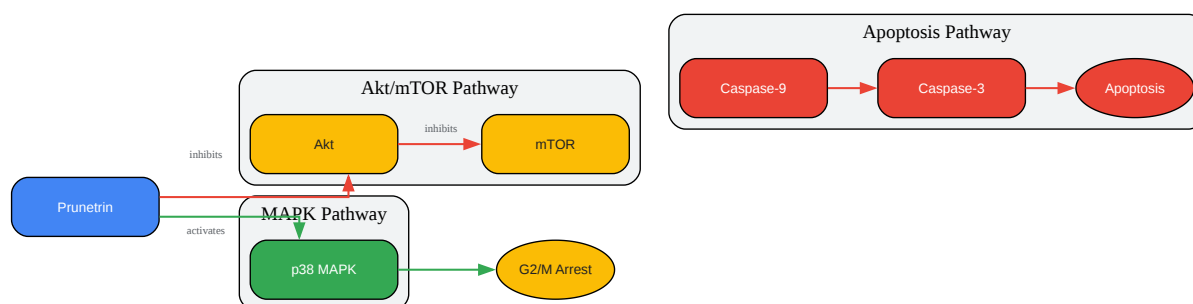 Apoptosis Pathway
Caspase-9
Caspase-3
Apoptosis
Akt/mTOR Pathway
Akt
inhibits
mTOR
inhibits
Prunetrin
activates
MAPK Pathway
p38 MAPK
G2/M Arrest